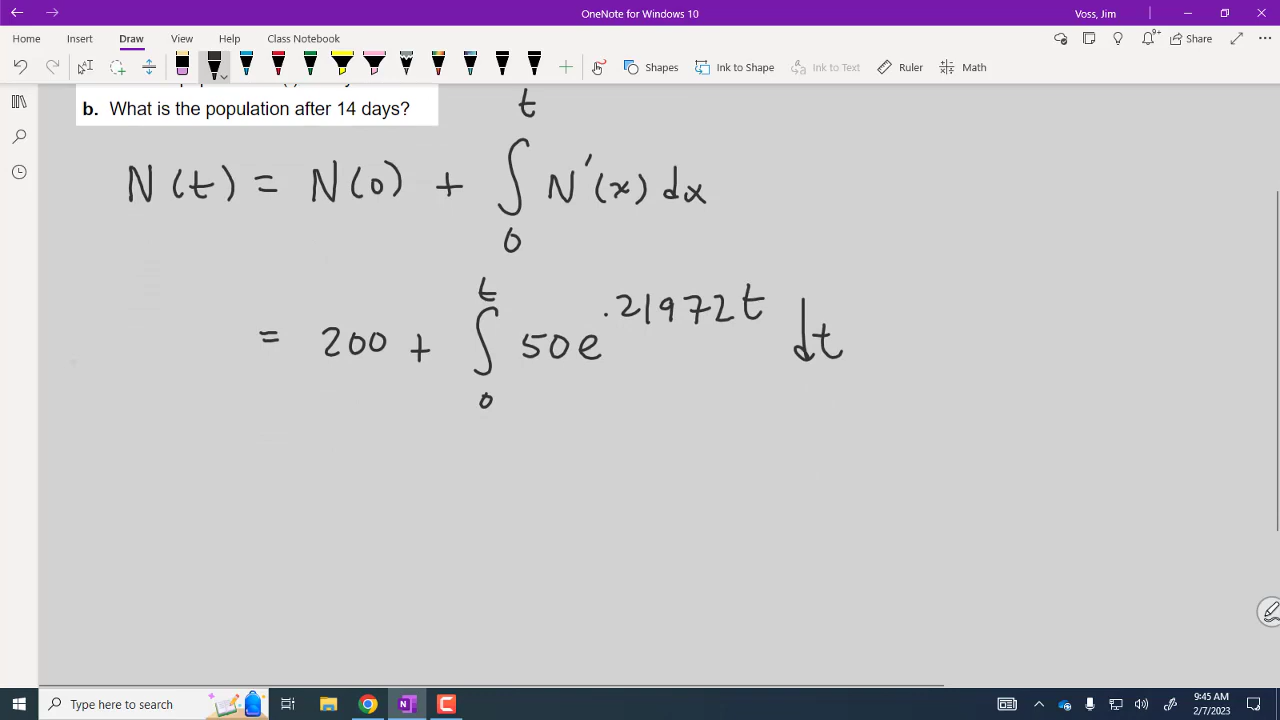 OneNote for Windows 10
Voss, Jim
Home Insert Draw View Help Class Notebook
Share
Shapes Ink to Shape Ink to Text Ruler Math
b. What is the population after 14 days?
N(t) = N(0) + ∫₀ᵗ N′(x) dx
= 200 + ∫₀ᵗ 50e^.21972t dt
Type here to search
9:45 AM
2/7/2023